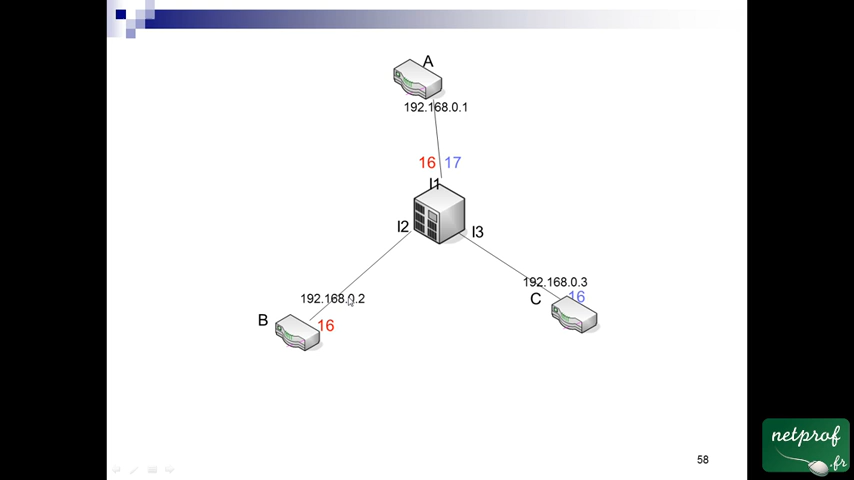 A
192.168.0.1
16 17
I1
I2
I3
192.168.0.3
C 16
192.168.0.2
B 16
58
netprof
.fr